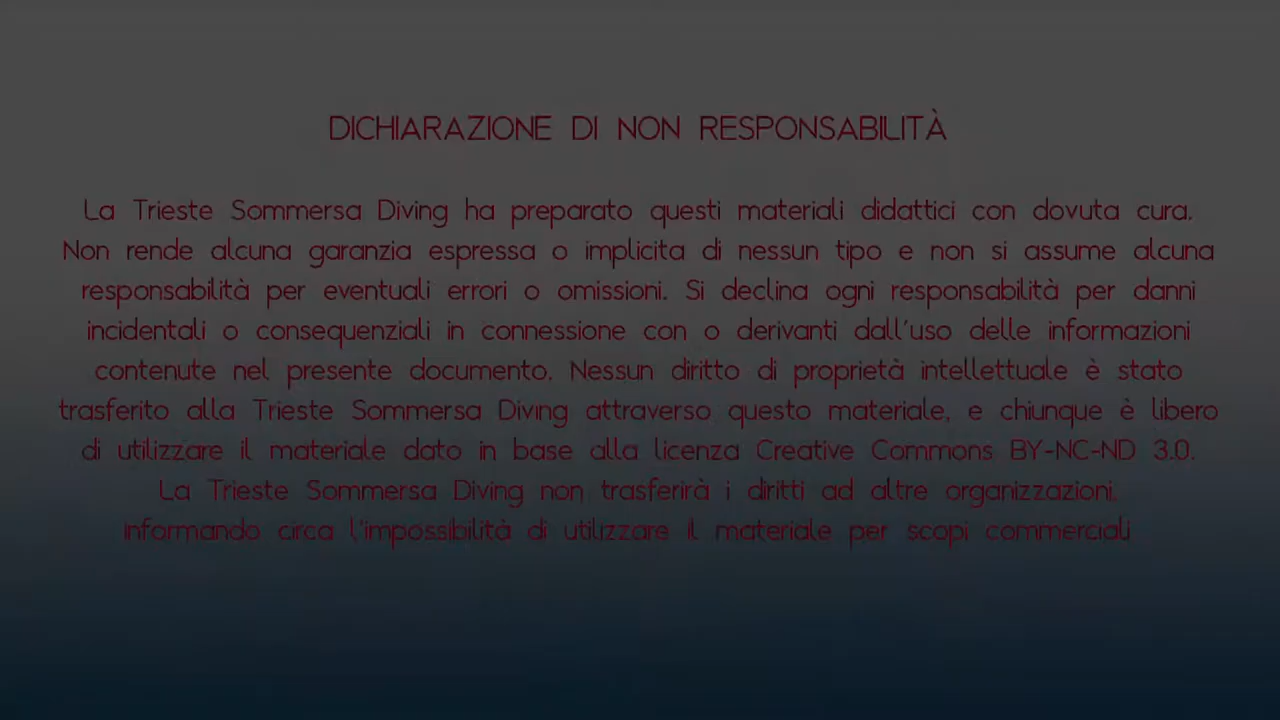 DICHIARAZIONE DI NON RESPONSABILITÀ
La Trieste Sommersa Diving ha preparato questi materiali didattici con dovuta cura.
Non rende alcuna garanzia espressa o implicita di nessun tipo e non si assume alcuna
responsabilità per eventuali errori o omissioni. Si declina ogni responsabilità per danni
incidentali o consequenziali in connessione con o derivanti dall'uso delle informazioni
contenute nel presente documento. Nessun diritto di proprietà intellettuale è stato
trasferito alla Trieste Sommersa Diving attraverso questo materiale, e chiunque è libero
di utilizzare il materiale dato in base alla licenza Creative Commons BY-NC-ND 3.0.
La Trieste Sommersa Diving non trasferirà i diritti ad altre organizzazioni,
informando circa l'impossibilità di utilizzare il materiale per scopi commerciali